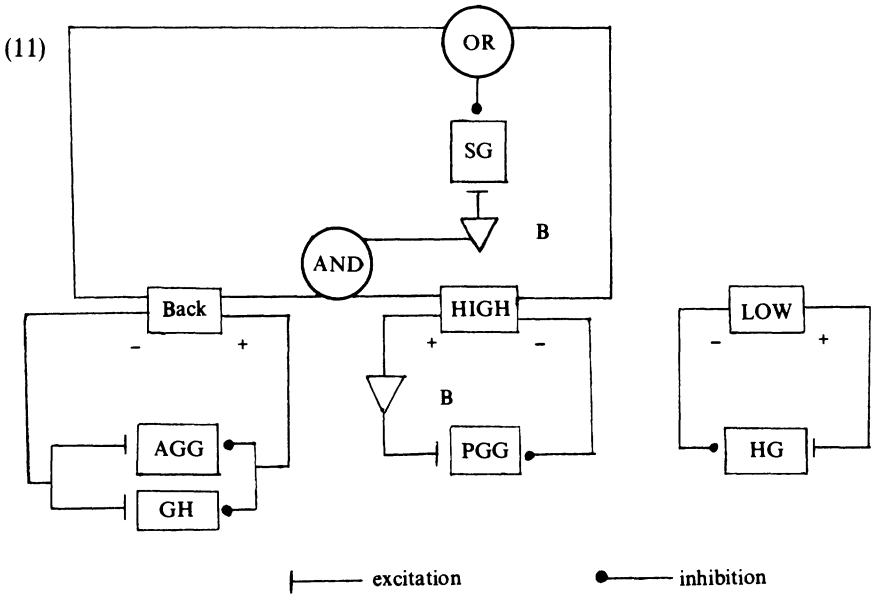 (11)
OR
SG
B
AND
Back
HIGH
LOW
- +
+ -
- +
B
AGG
PGG
HG
GH
excitation
inhibition